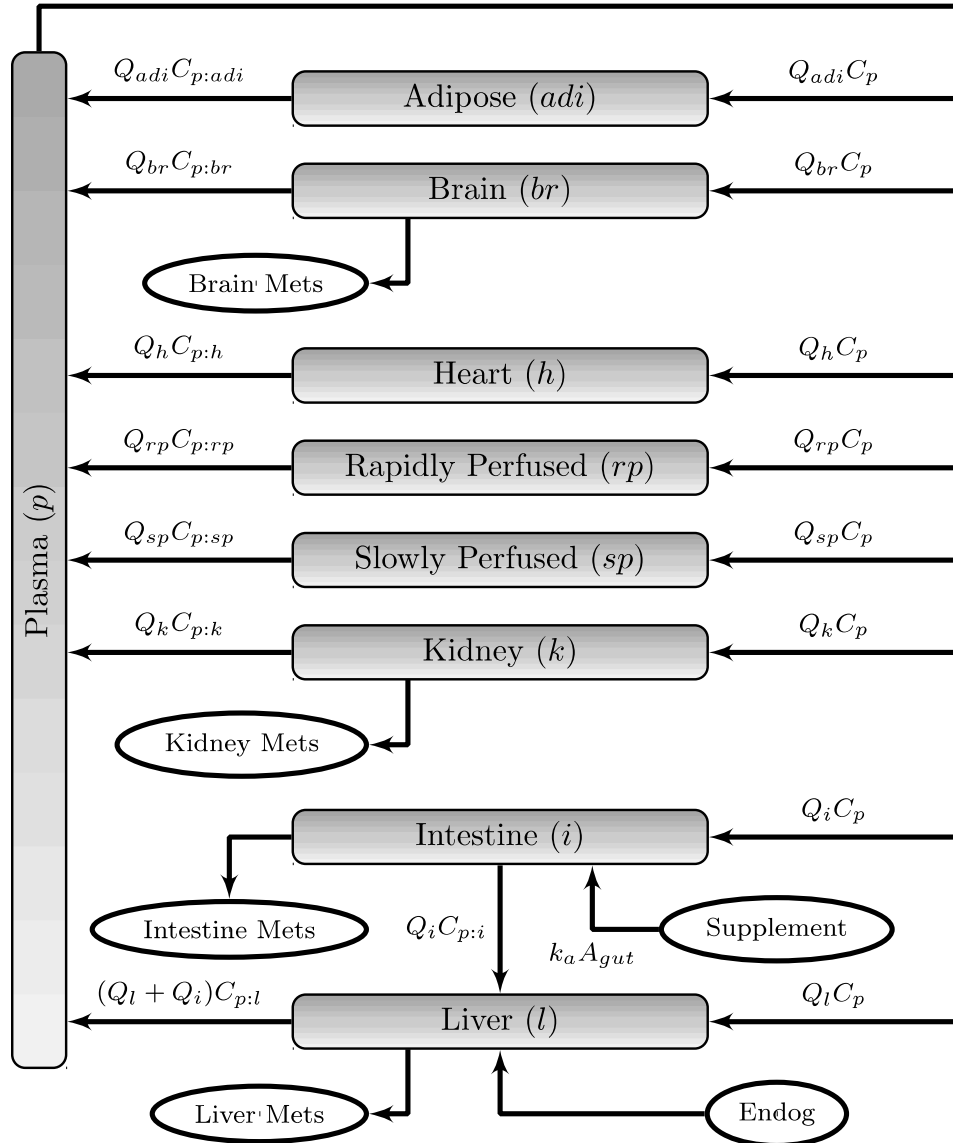 Q_{adi}C_{p:adi}
Adipose (adi)
Q_{adi}C_p
Q_{br}C_{p:br}
Brain (br)
Q_{br}C_p
Brain Mets
Q_hC_{p:h}
Heart (h)
Q_hC_p
Q_{rp}C_{p:rp}
Rapidly Perfused (rp)
Q_{rp}C_p
Q_{sp}C_{p:sp}
Slowly Perfused (sp)
Q_{sp}C_p
Plasma (p)
Q_kC_{p:k}
Kidney (k)
Q_kC_p
Kidney Mets
Intestine (i)
Q_iC_p
Intestine Mets
Q_iC_{p:i}
k_aA_{gut}
Supplement
(Q_l + Q_i)C_{p:l}
Liver (l)
Q_lC_p
Liver Mets
Endog